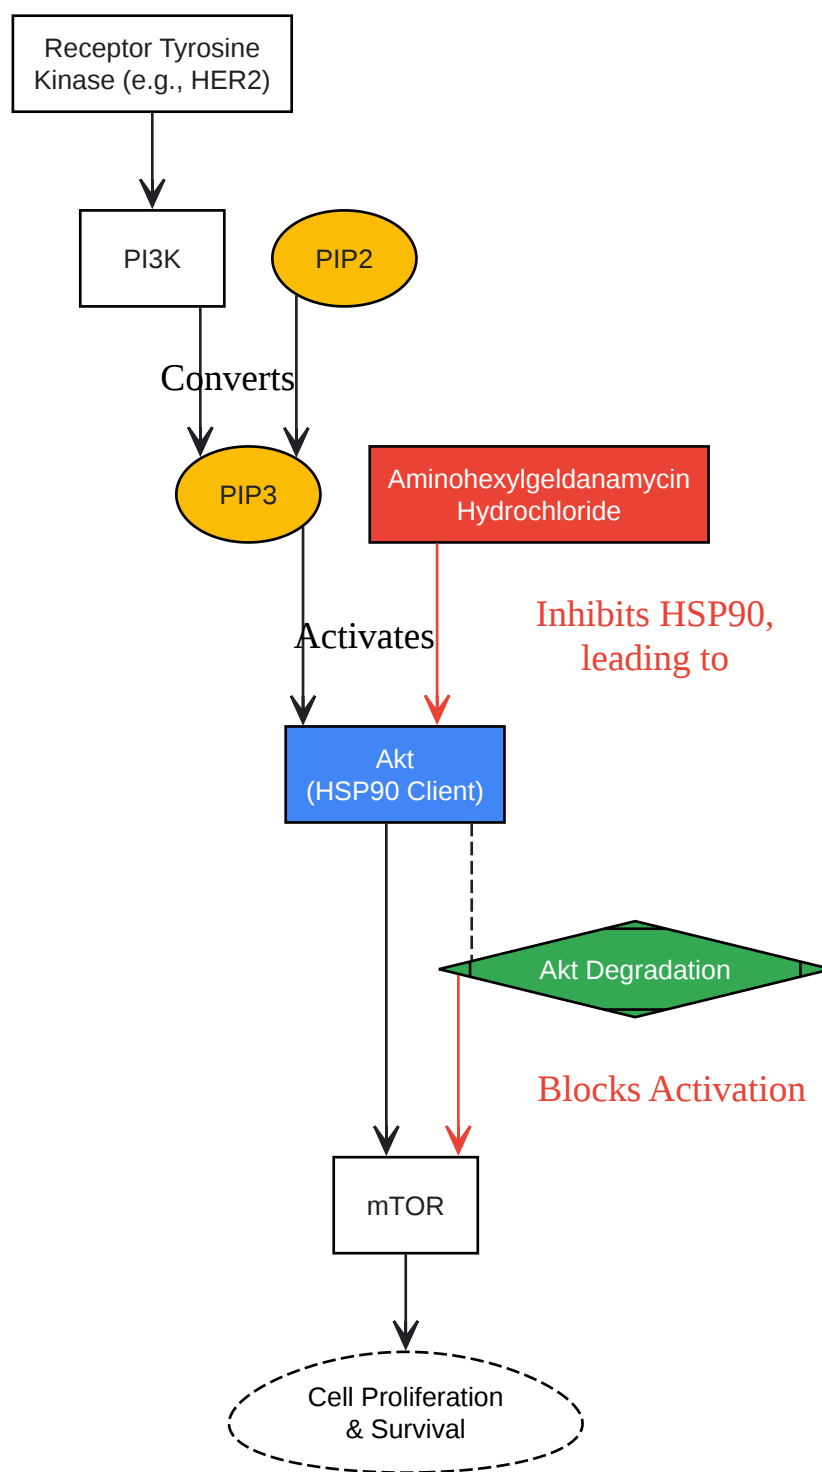 Receptor Tyrosine
Kinase (e.g., HER2)
PI3K
PIP2
Converts
PIP3
Aminohexylgeldanamycin
Hydrochloride
Inhibits HSP90,
leading to
Activates
Akt
(HSP90 Client)
Akt Degradation
Blocks Activation
mTOR
Cell Proliferation
& Survival